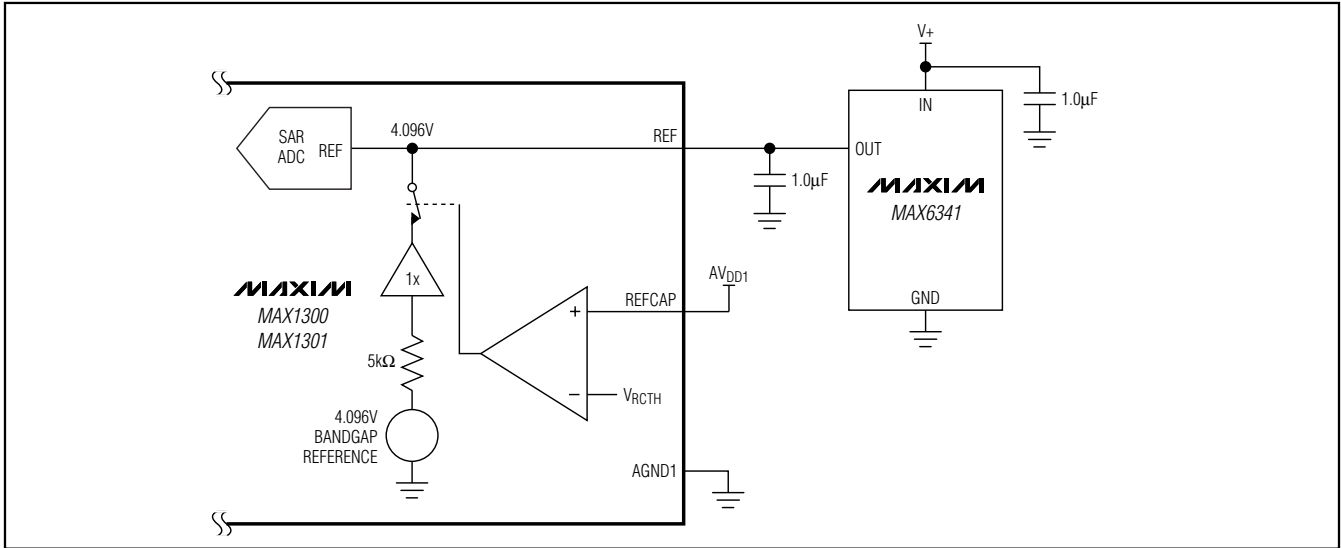 V+
1.0µF
IN
SAR
ADC
REF
4.096V
REF
OUT
1.0µF
MAXIM
MAX6341
1x
AVDD1
REFCAP
GND
MAXIM
MAX1300
MAX1301
+
5kΩ
−
VRCTH
4.096V
BANDGAP
REFERENCE
AGND1